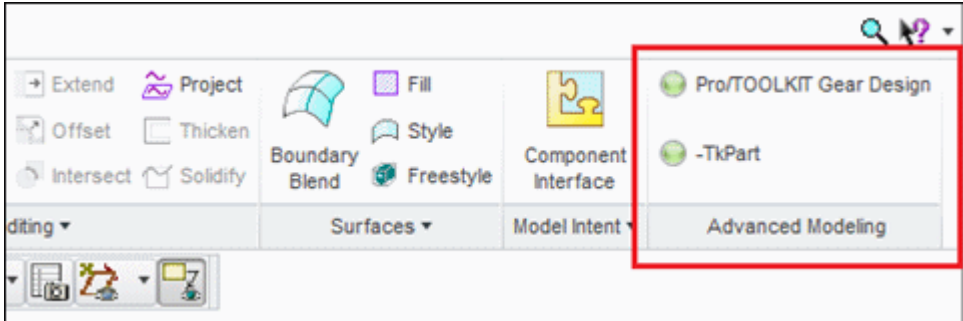 Extend
Project
Fill
Pro/TOOLKIT Gear Design
Offset
Thicken
Style
-TkPart
Boundary
Blend
Component
Interface
Intersect
Solidify
Freestyle
diting
Surfaces
Model Intent
Advanced Modeling